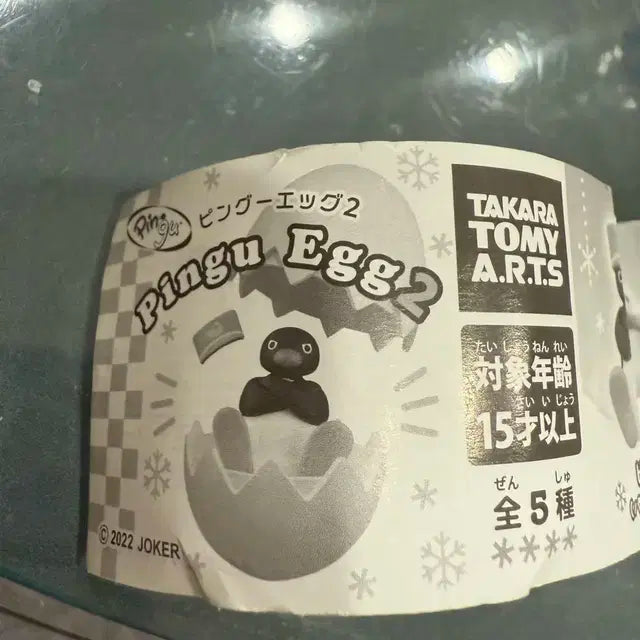 Pingu
ピングーエッグ2
Pingu Egg2
TAKARA
TOMY
A.R.T.S
たい しょう ねん れい
対象年齢
さい い じょう
15才以上
ぜん しゅ
全5種
© 2022 JOKER